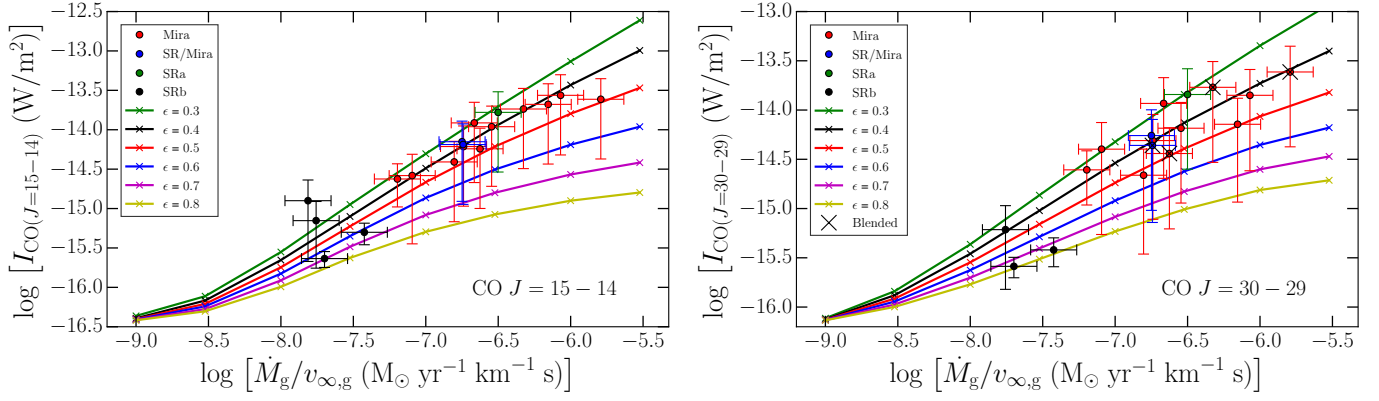 −12.5
−13.0
−13.5
−14.0
−14.5
−15.0
−15.5
−16.0
−16.5
log [I_CO(J=15−14) (W/m²)]
Mira
SR/Mira
SRa
SRb
ϵ = 0.3
ϵ = 0.4
ϵ = 0.5
ϵ = 0.6
ϵ = 0.7
ϵ = 0.8
CO J = 15 − 14
−9.0 −8.5 −8.0 −7.5 −7.0 −6.5 −6.0 −5.5
log [Ṁ_g/v_∞,g (M_⊙ yr⁻¹ km⁻¹ s)]
−13.0
−13.5
−14.0
−14.5
−15.0
−15.5
−16.0
log [I_CO(J=30−29) (W/m²)]
Mira
SR/Mira
SRa
SRb
ϵ = 0.3
ϵ = 0.4
ϵ = 0.5
ϵ = 0.6
ϵ = 0.7
ϵ = 0.8
Blended
CO J = 30 − 29
−9.0 −8.5 −8.0 −7.5 −7.0 −6.5 −6.0 −5.5
log [Ṁ_g/v_∞,g (M_⊙ yr⁻¹ km⁻¹ s)]